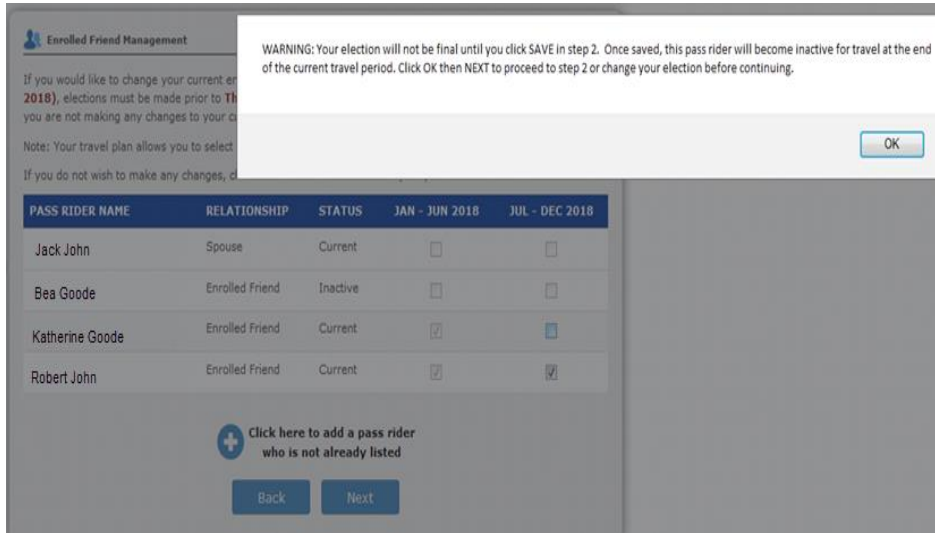 Enrolled Friend Management
WARNING: Your election will not be final until you click SAVE in step 2. Once saved, this pass rider will become inactive for travel at the end
of the current travel period. Click OK then NEXT to proceed to step 2 or change your election before continuing.
OK
If you would like to change your current
2018), elections must be made prior to
you are not making any changes to your
Note: Your travel plan allows you to select
If you do not wish to make any changes,
PASS RIDER NAME RELATIONSHIP STATUS JAN - JUN 2018 JUL - DEC 2018
Jack John Spouse Current
Bea Goode Enrolled Friend Inactive
Katherine Goode Enrolled Friend Current
Robert John Enrolled Friend Current
Click here to add a pass rider
who is not already listed
Back Next